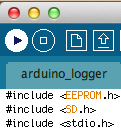 arduino_logger
#include <EEPROM.h>
#include <SD.h>
#include <stdio.h>